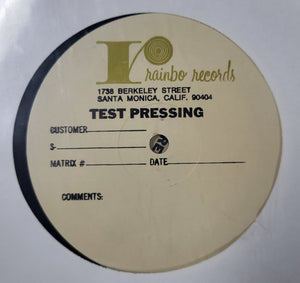 rainbo records
1738 BERKELEY STREET
SANTA MONICA, CALIF. 90404
TEST PRESSING
CUSTOMER
S-
MATRIX # DATE
COMMENTS: